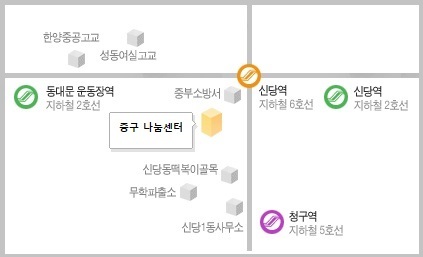 한양중공고교
성동여실고교
중부소방서
동대문 운동장역
지하철 2호선
신당역
지하철 6호선
신당역
지하철 2호선
중구 나눔센터
신당동떡볶이골목
무학파출소
신당1동사무소
청구역
지하철 5호선